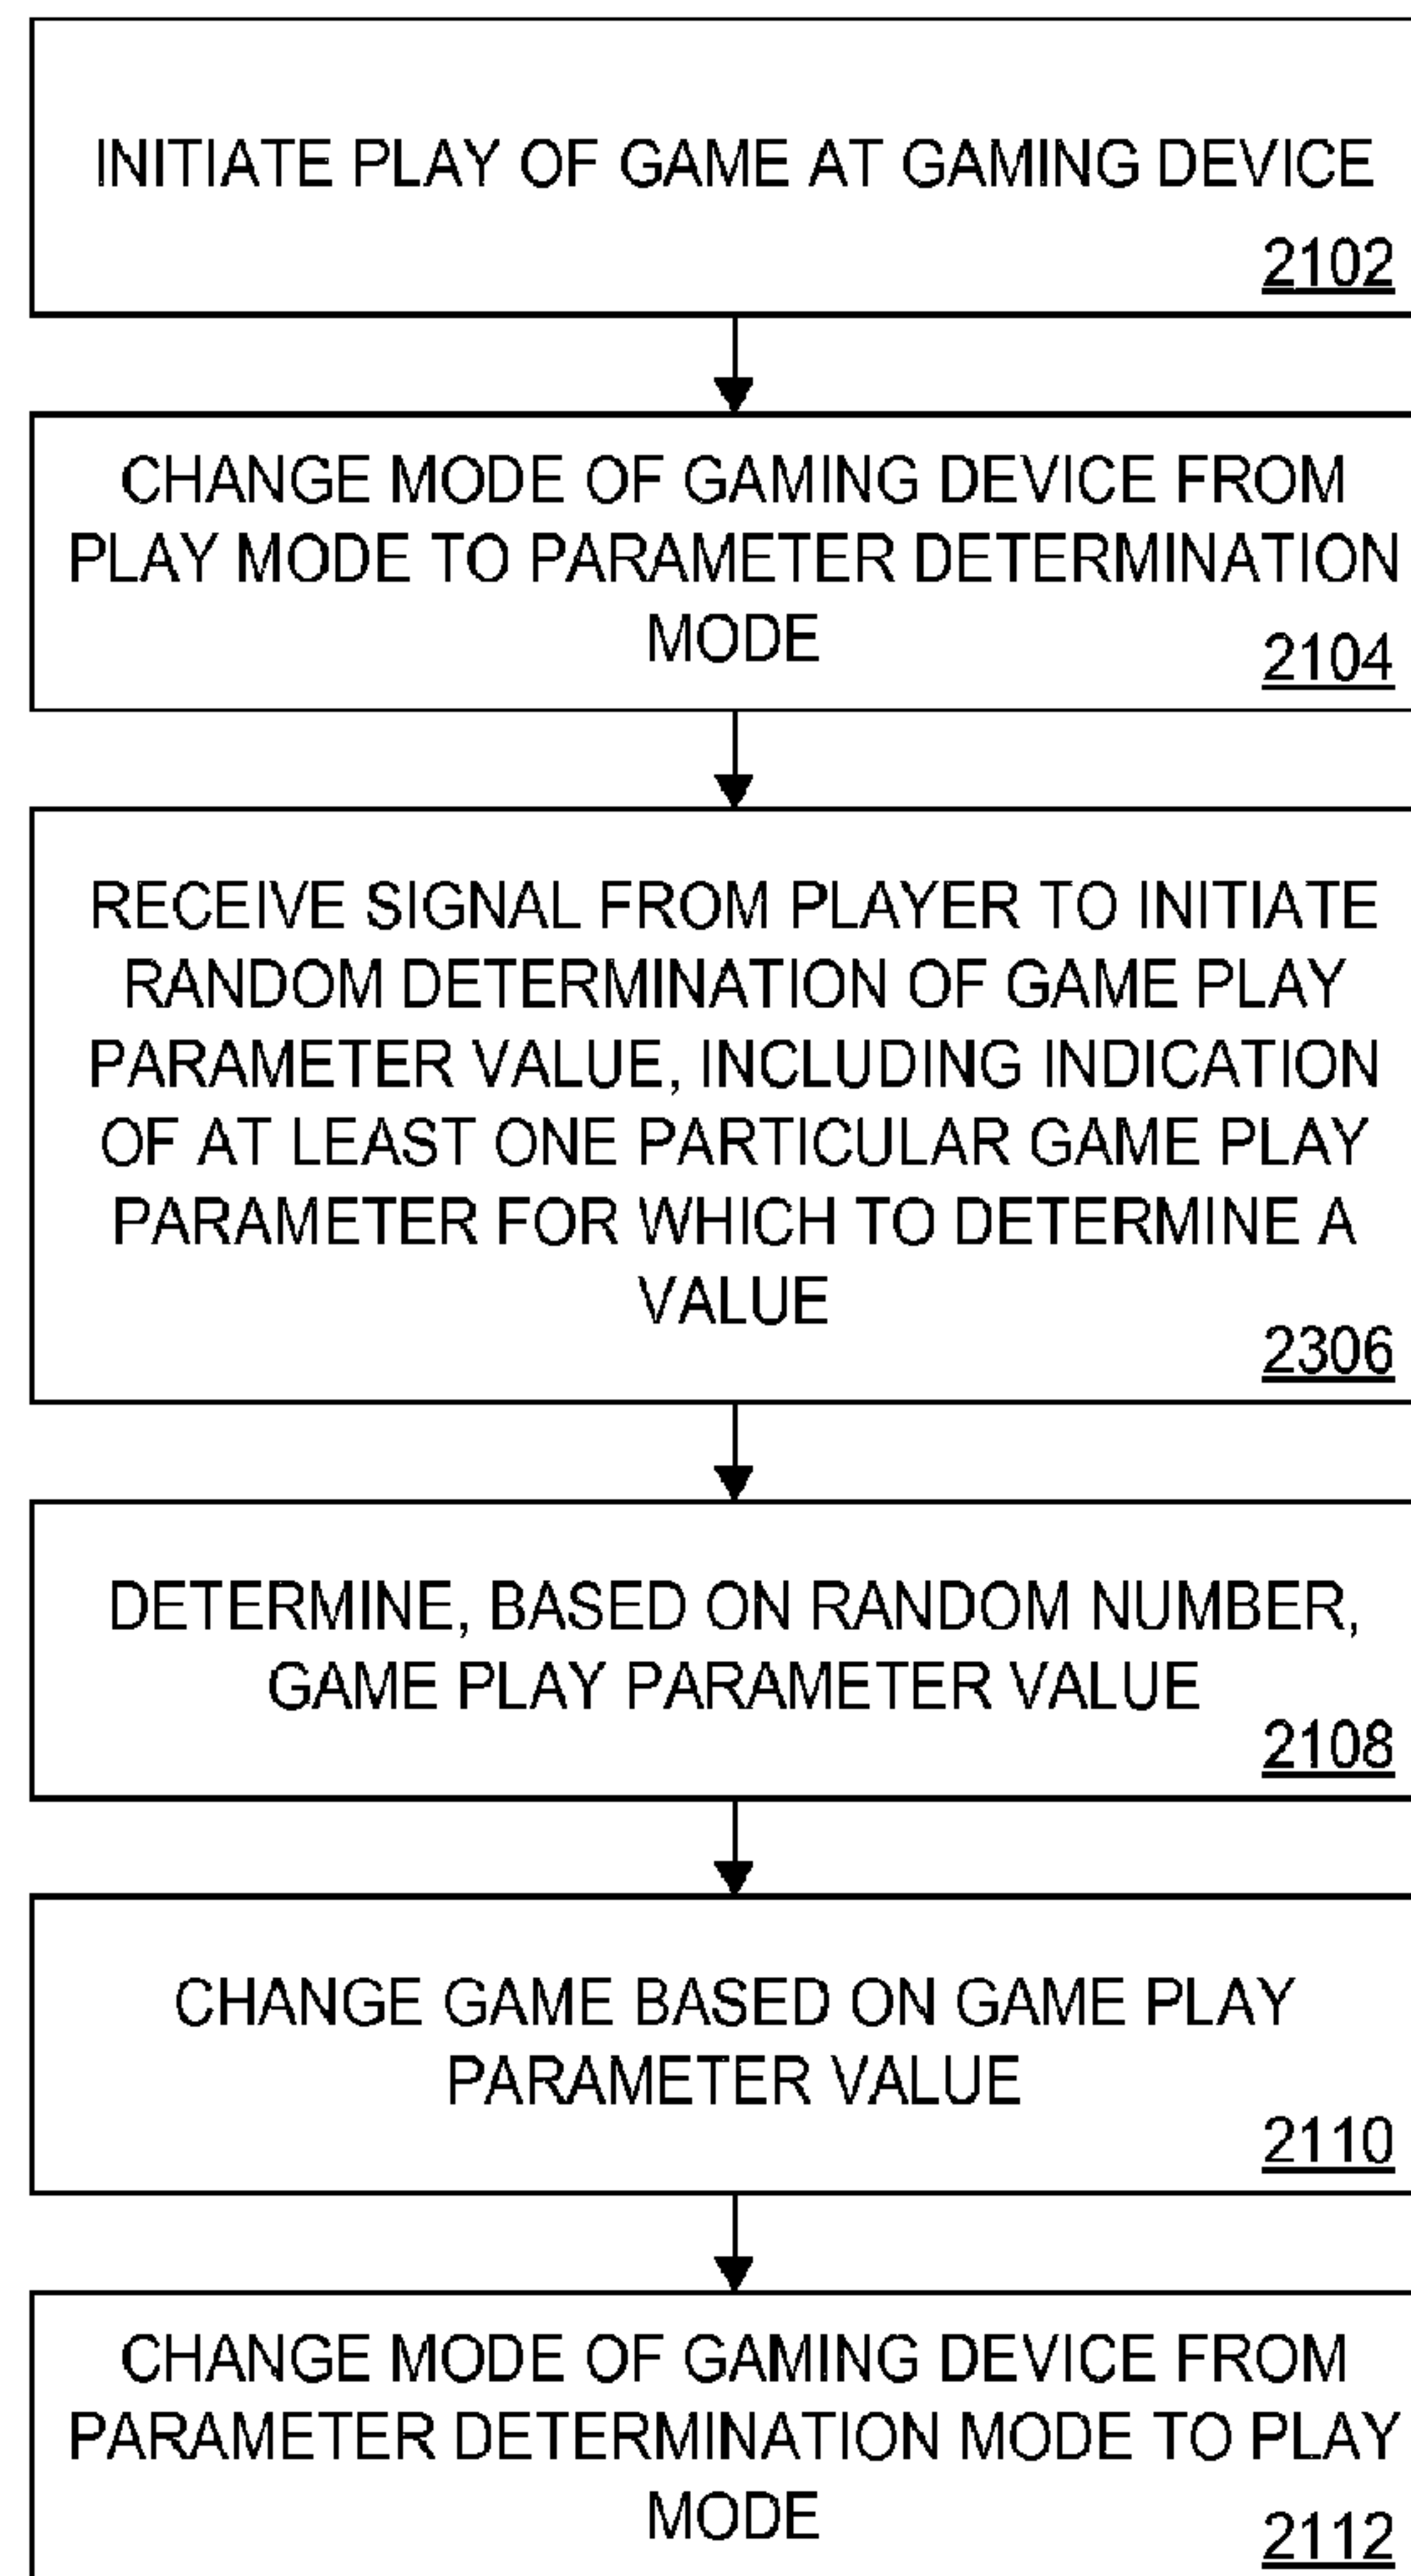 INITIATE PLAY OF GAME AT GAMING DEVICE
2102
CHANGE MODE OF GAMING DEVICE FROM
PLAY MODE TO PARAMETER DETERMINATION
MODE
2104
RECEIVE SIGNAL FROM PLAYER TO INITIATE
RANDOM DETERMINATION OF GAME PLAY
PARAMETER VALUE, INCLUDING INDICATION
OF AT LEAST ONE PARTICULAR GAME PLAY
PARAMETER FOR WHICH TO DETERMINE A
VALUE
2306
DETERMINE, BASED ON RANDOM NUMBER,
GAME PLAY PARAMETER VALUE
2108
CHANGE GAME BASED ON GAME PLAY
PARAMETER VALUE
2110
CHANGE MODE OF GAMING DEVICE FROM
PARAMETER DETERMINATION MODE TO PLAY
MODE
2112